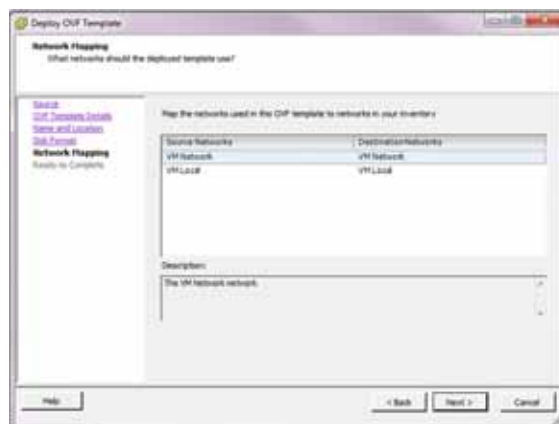 Deploy OVF Template
Network Mapping
What networks should the deployed template use?
Source
OVF Template Details
Name and Location
Disk Format
Network Mapping
Ready to Complete
Map the networks used in this OVF template to networks in your inventory
Source Networks DestinationNetworks
VM Network VM Network
VM Local VM Local
Description:
The VM Network network
Help < Back Next > Cancel